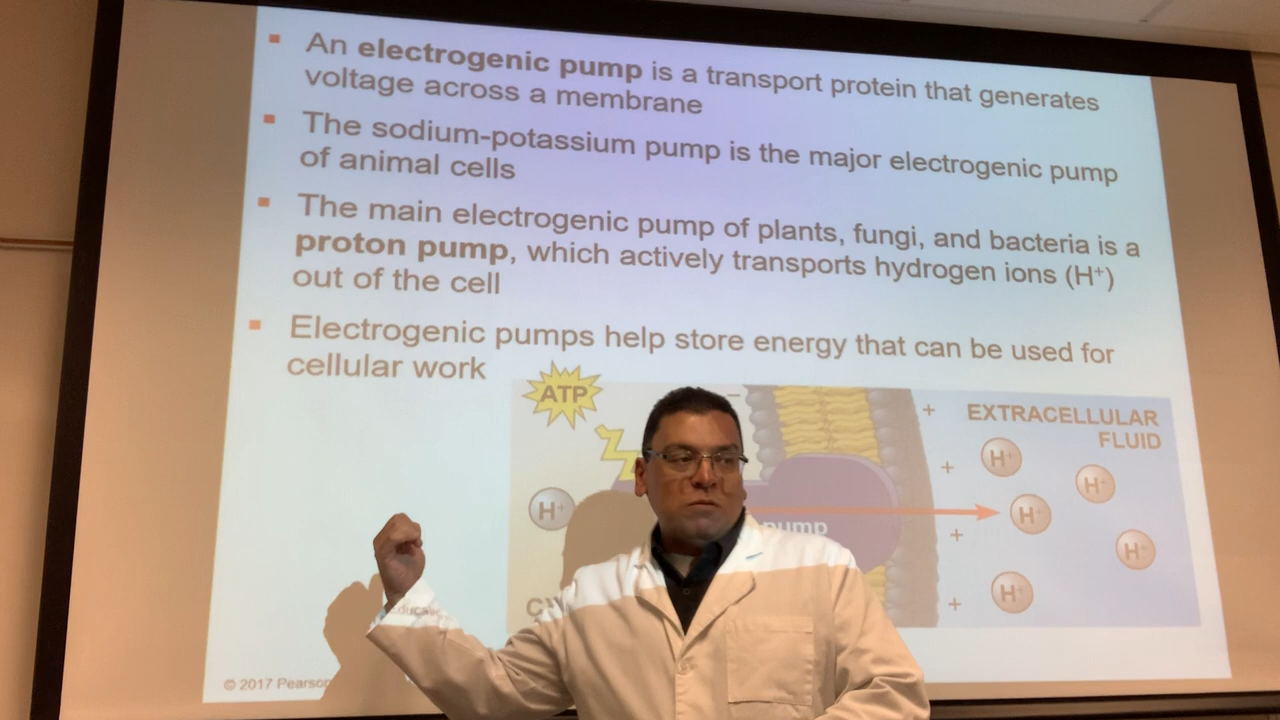 An electrogenic pump is a transport protein that generates
voltage across a membrane
The sodium-potassium pump is the major electrogenic pump
of animal cells
The main electrogenic pump of plants, fungi, and bacteria is a
proton pump, which actively transports hydrogen ions (H⁺)
out of the cell
Electrogenic pumps help store energy that can be used for
cellular work
ATP
−
+
EXTRACELLULAR
FLUID
H⁺
+
H⁺
H⁺
H⁺
pump
+
H⁺
H⁺
+
© 2017 Pearson